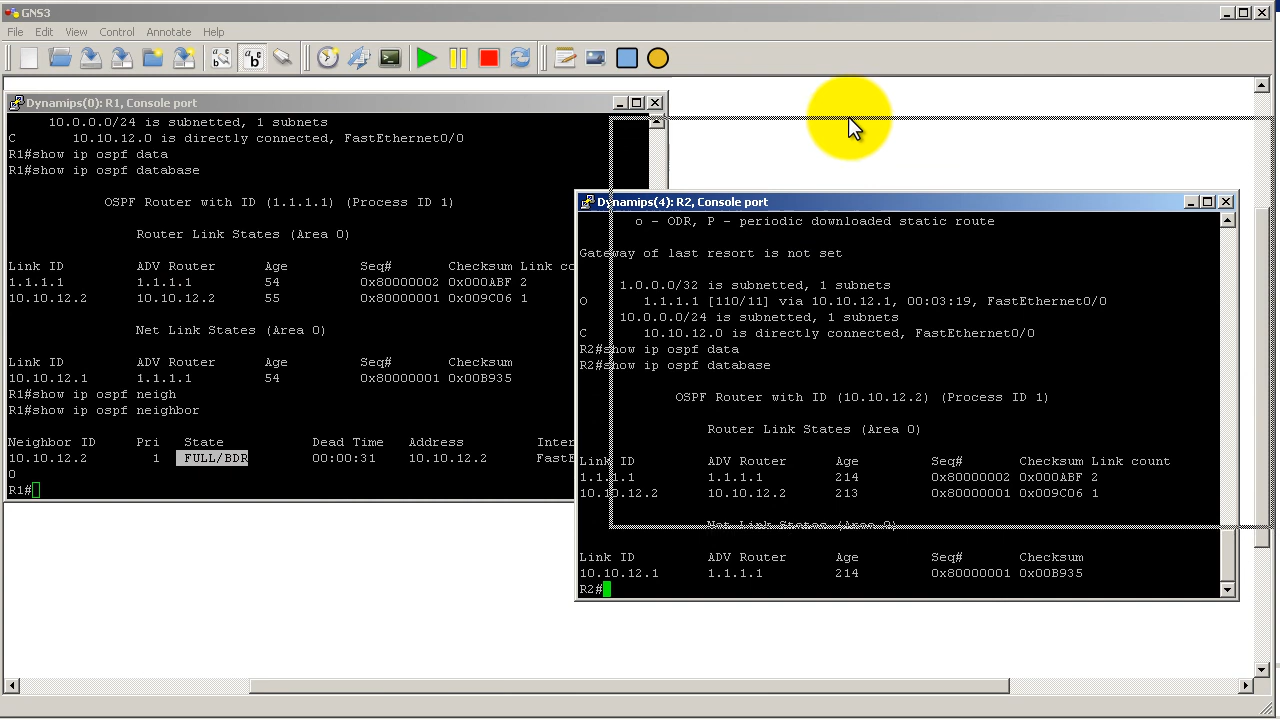 GNS3
File Edit View Control Annotate Help
Dynamips(0): R1, Console port
10.0.0.0/24 is subnetted, 1 subnets
C 10.10.12.0 is directly connected, FastEthernet0/0
R1#show ip ospf data
R1#show ip ospf database
OSPF Router with ID (1.1.1.1) (Process ID 1)
Router Link States (Area 0)
Link ID ADV Router Age Seq# Checksum Link co
1.1.1.1 1.1.1.1 54 0x80000002 0x000ABF 2
10.10.12.2 10.10.12.2 55 0x80000001 0x009C06 1
Net Link States (Area 0)
Link ID ADV Router Age Seq# Checksum
10.10.12.1 1.1.1.1 54 0x80000001 0x00B935
R1#show ip ospf neigh
R1#show ip ospf neighbor
Neighbor ID Pri State Dead Time Address Inter
10.10.12.2 1 FULL/BDR 00:00:31 10.10.12.2 FastE
0
R1#
Dynamips(4): R2, Console port
o - ODR, P - periodic downloaded static route
Gateway of last resort is not set
1.0.0.0/32 is subnetted, 1 subnets
O 1.1.1.1 [110/11] via 10.10.12.1, 00:03:19, FastEthernet0/0
10.0.0.0/24 is subnetted, 1 subnets
C 10.10.12.0 is directly connected, FastEthernet0/0
R2#show ip ospf data
R2#show ip ospf database
OSPF Router with ID (10.10.12.2) (Process ID 1)
Router Link States (Area 0)
Link ID ADV Router Age Seq# Checksum Link count
1.1.1.1 1.1.1.1 214 0x80000002 0x000ABF 2
10.10.12.2 10.10.12.2 213 0x80000001 0x009C06 1
Net Link States (Area 0)
Link ID ADV Router Age Seq# Checksum
10.10.12.1 1.1.1.1 214 0x80000001 0x00B935
R2#